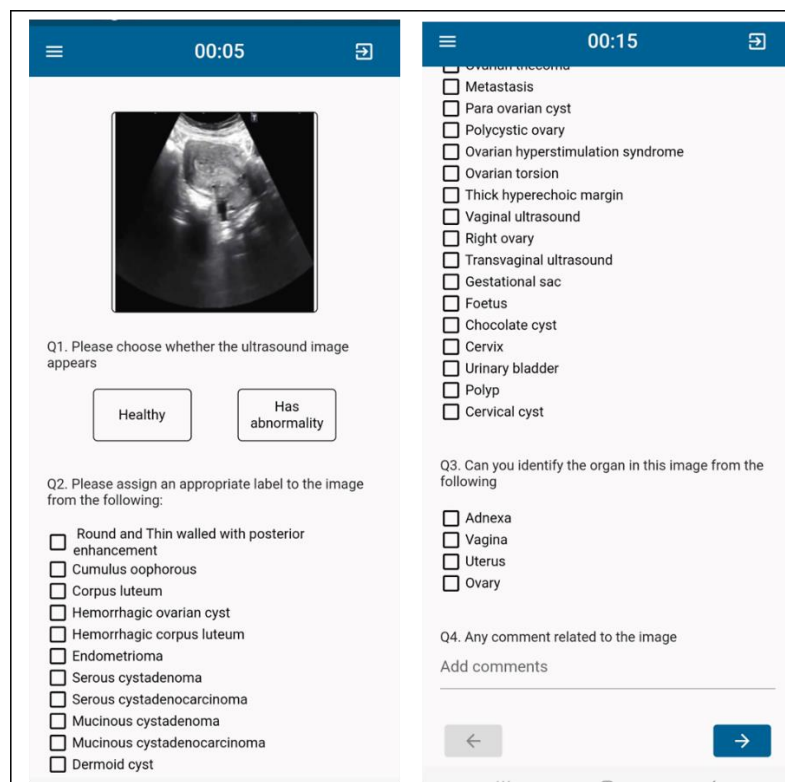 00:05
Q1. Please choose whether the ultrasound image
appears
Healthy
Has
abnormality
Q2. Please assign an appropriate label to the image
from the following:
Round and Thin walled with posterior
enhancement
Cumulus oophorous
Corpus luteum
Hemorrhagic ovarian cyst
Hemorrhagic corpus luteum
Endometrioma
Serous cystadenoma
Serous cystadenocarcinoma
Mucinous cystadenoma
Mucinous cystadenocarcinoma
Dermoid cyst
00:15
Metastasis
Para ovarian cyst
Polycystic ovary
Ovarian hyperstimulation syndrome
Ovarian torsion
Thick hyperechoic margin
Vaginal ultrasound
Right ovary
Transvaginal ultrasound
Gestational sac
Foetus
Chocolate cyst
Cervix
Urinary bladder
Polyp
Cervical cyst
Q3. Can you identify the organ in this image from the
following
Adnexa
Vagina
Uterus
Ovary
Q4. Any comment related to the image
Add comments